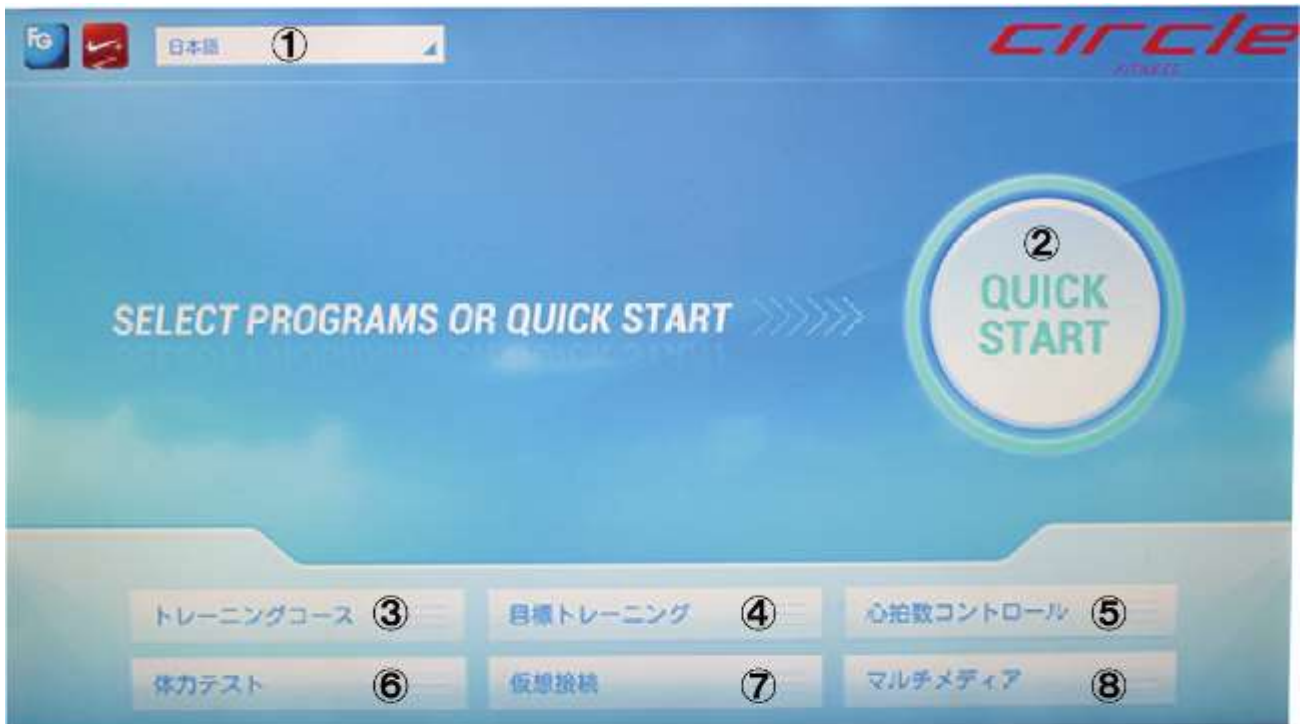 FG
日本語 ①
circle
FITNESS
②
QUICK
START
SELECT PROGRAMS OR QUICK START
トレーニングコース ③
目標トレーニング ④
心拍数コントロール ⑤
体力テスト ⑥
仮想接続 ⑦
マルチメディア ⑧